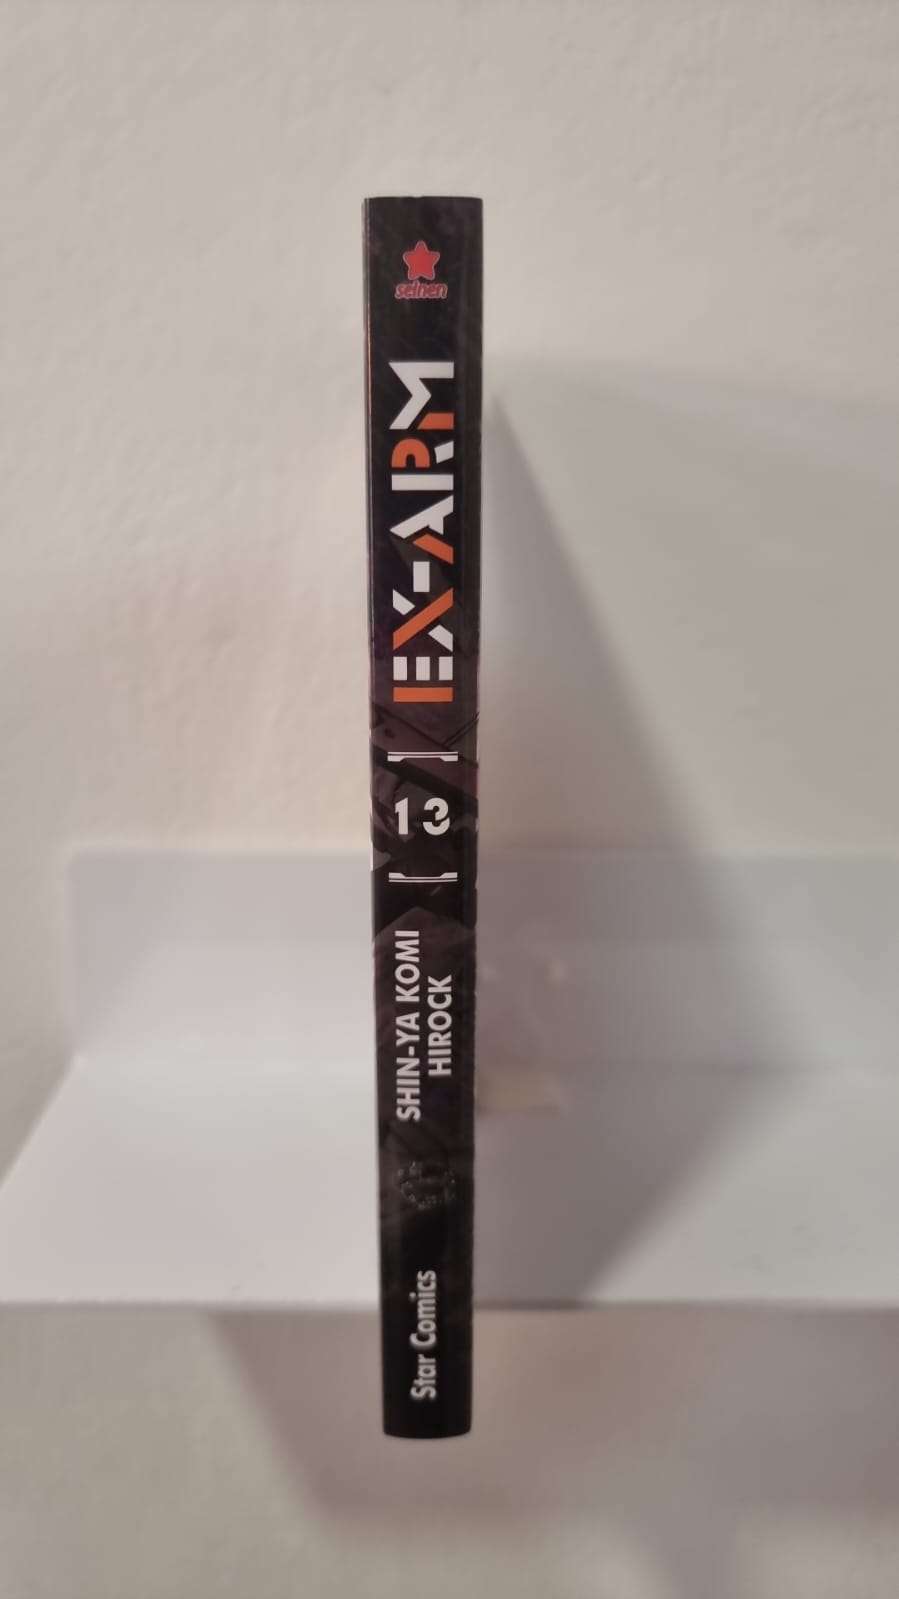 seinen
EX-ARM
13
SHIN-YA KOMI
HIROCK
Star Comics